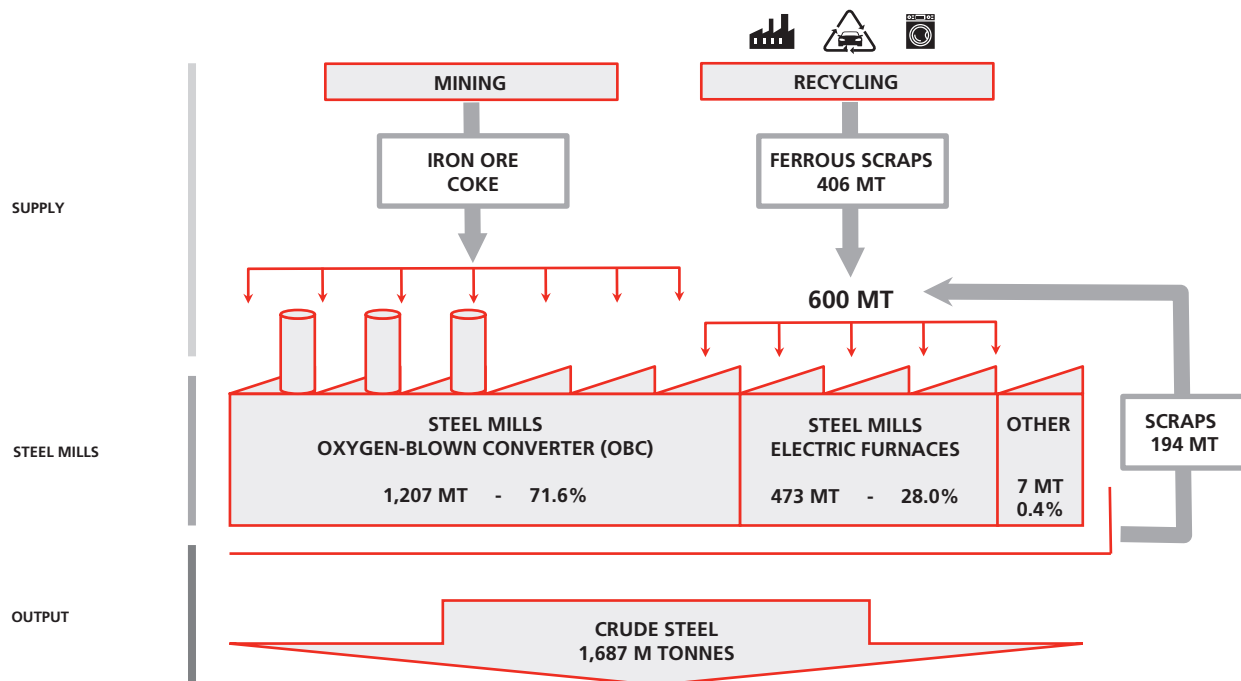 MINING
RECYCLING
IRON ORE
COKE
FERROUS SCRAPS
406 MT
SUPPLY
600 MT
STEEL MILLS
STEEL MILLS
OXYGEN-BLOWN CONVERTER (OBC)
1,207 MT - 71.6%
STEEL MILLS
ELECTRIC FURNACES
473 MT - 28.0%
OTHER
7 MT
0.4%
SCRAPS
194 MT
OUTPUT
CRUDE STEEL
1,687 M TONNES